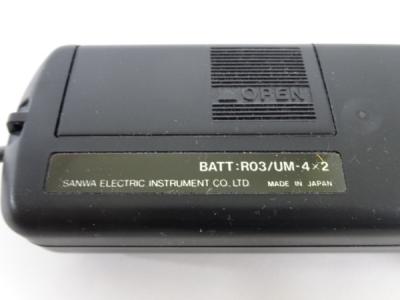 OPEN
BATT:R03/UM-4×2
SANWA ELECTRIC INSTRUMENT CO.,LTD. MADE IN JAPAN